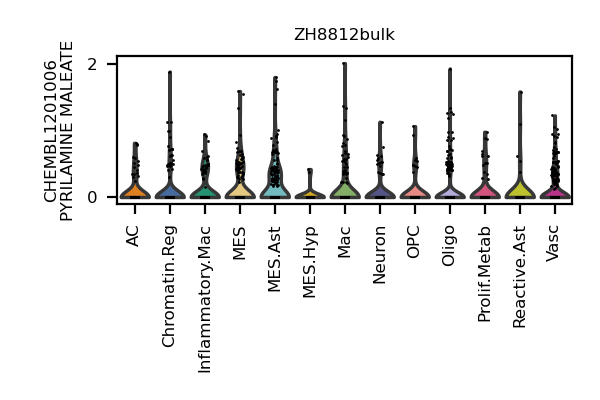 ZH8812bulk
CHEMBL1201006
PYRILAMINE MALEATE
2
0
AC
Chromatin.Reg
Inflammatory.Mac
MES
MES.Ast
MES.Hyp
Mac
Neuron
OPC
Oligo
Prolif.Metab
Reactive.Ast
Vasc